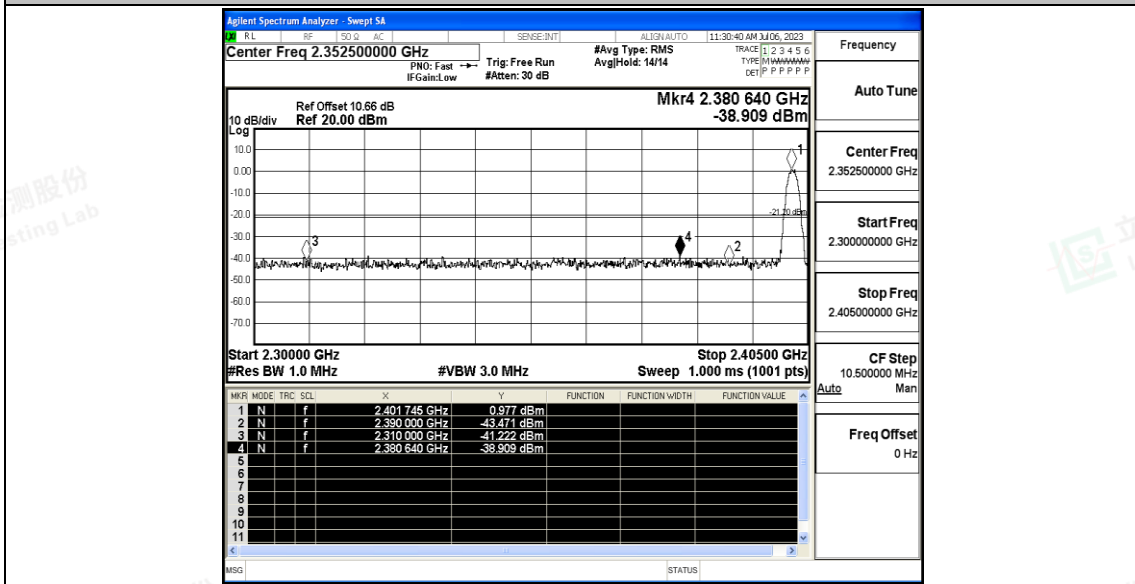 Agilent Spectrum Analyzer - Swept SA
RL RF 50 Ω AC SENSE:INT ALIGN AUTO 11:30:40 AM Jul 06, 2023
Center Freq 2.352500000 GHz
PNO: Fast
IFGain:Low
Trig: Free Run
#Atten: 30 dB
#Avg Type: RMS
Avg|Hold: 14/14
TRACE 1 2 3 4 5 6
TYPE M WWWWW
DET P P P P P P
Ref Offset 10.66 dB
10 dB/div Ref 20.00 dBm
Log
Mkr4 2.380 640 GHz
-38.909 dBm
10.0
0.00
-10.0
-20.0
-30.0
-40.0
-50.0
-60.0
-70.0
1
-21.20 dBm
3
4
2
Start 2.30000 GHz Stop 2.40500 GHz
#Res BW 1.0 MHz #VBW 3.0 MHz Sweep 1.000 ms (1001 pts)
MKR MODE TRC SCL X Y FUNCTION FUNCTION WIDTH FUNCTION VALUE
1 N f 2.401 745 GHz 0.977 dBm
2 N f 2.390 000 GHz -43.471 dBm
3 N f 2.310 000 GHz -41.222 dBm
4 N f 2.380 640 GHz -38.909 dBm
5
6
7
8
9
10
11
MSG STATUS
Frequency
Auto Tune
Center Freq
2.352500000 GHz
Start Freq
2.300000000 GHz
Stop Freq
2.405000000 GHz
CF Step
10.500000 MHz
Auto Man
Freq Offset
0 Hz
测股份
sting Lab